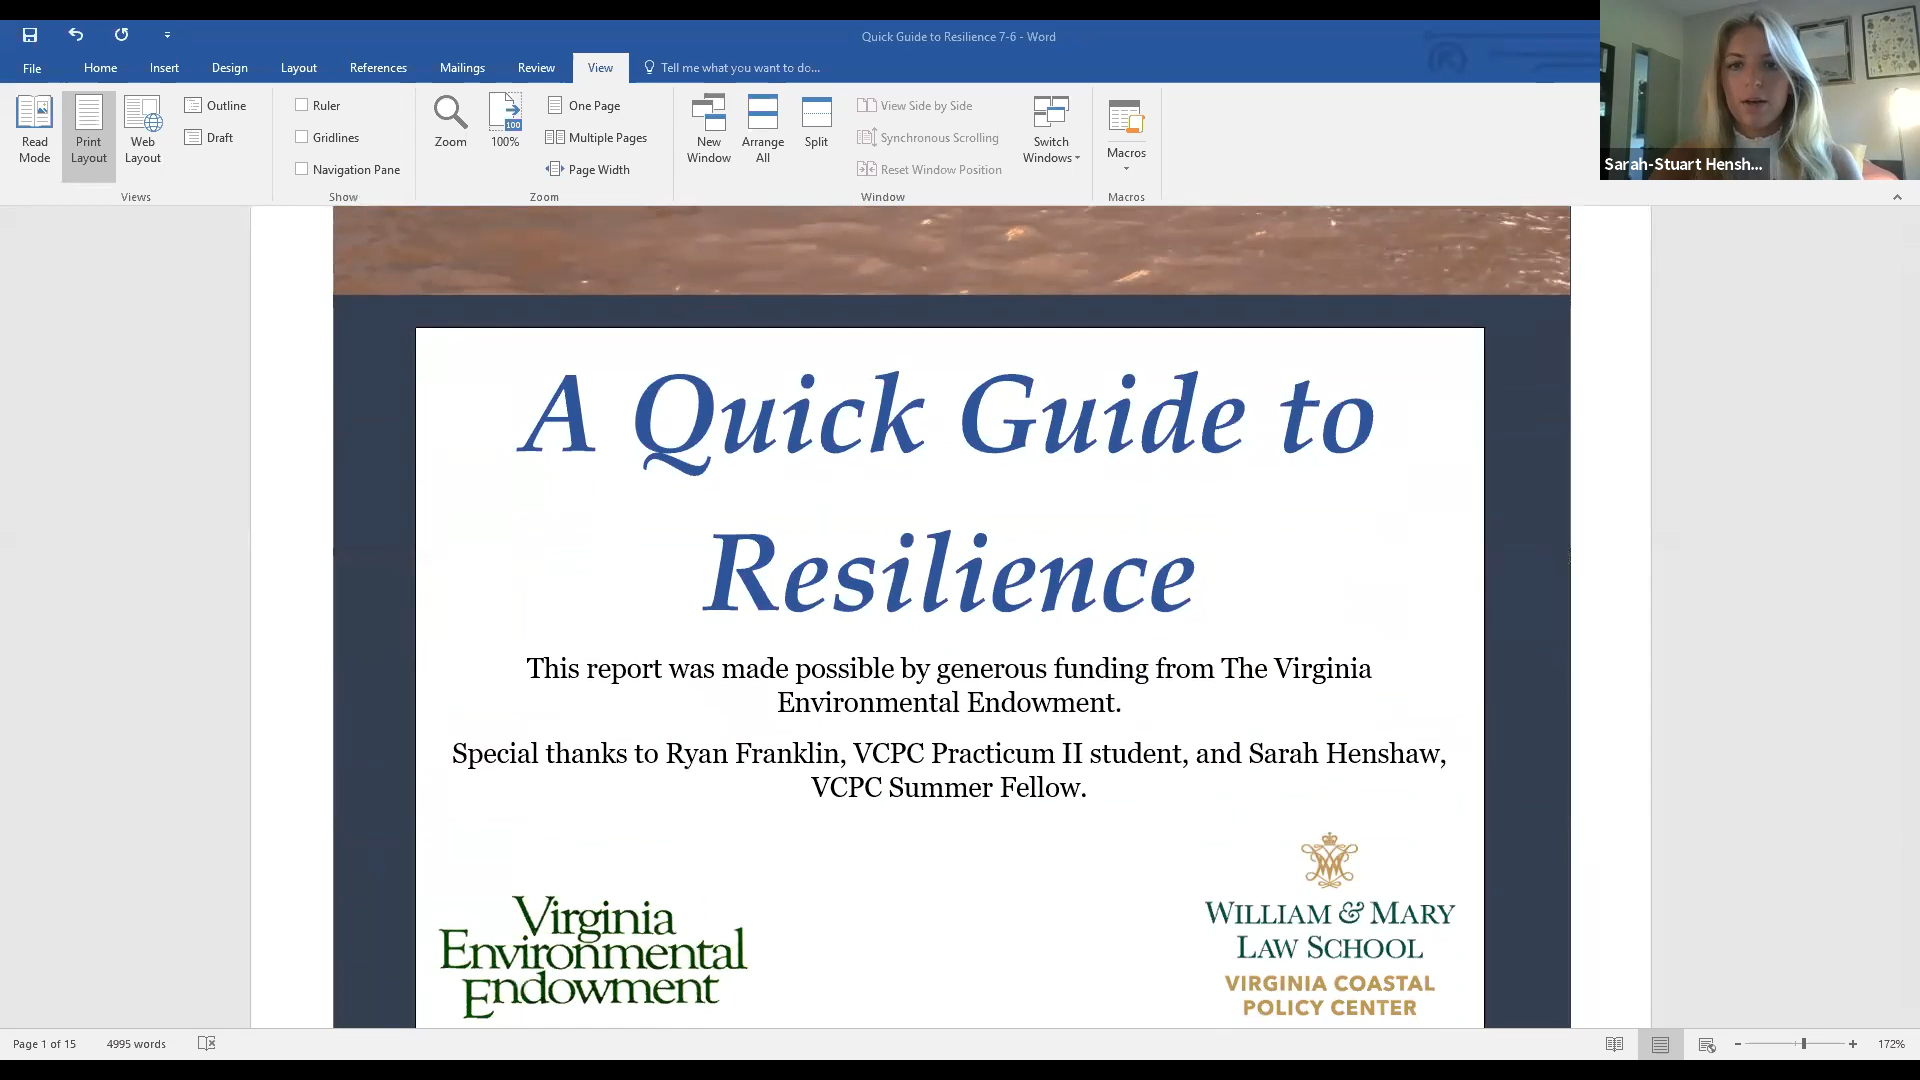 Quick Guide to Resilience 7-6 - Word
File Home Insert Design Layout References Mailings Review View Tell me what you want to do...
Read Mode
Print Layout
Web Layout
Outline
Draft
Views
Ruler
Gridlines
Navigation Pane
Show
Zoom
100
100%
One Page
Multiple Pages
Page Width
Zoom
New Window
Arrange All
Split
View Side by Side
Synchronous Scrolling
Reset Window Position
Switch Windows
Window
Macros
Macros
Sarah-Stuart Hensh...
A Quick Guide to
Resilience
This report was made possible by generous funding from The Virginia
Environmental Endowment.
Special thanks to Ryan Franklin, VCPC Practicum II student, and Sarah Henshaw,
VCPC Summer Fellow.
Virginia
Environmental
Endowment
WILLIAM & MARY
LAW SCHOOL
VIRGINIA COASTAL
POLICY CENTER
Page 1 of 15 4995 words 172%